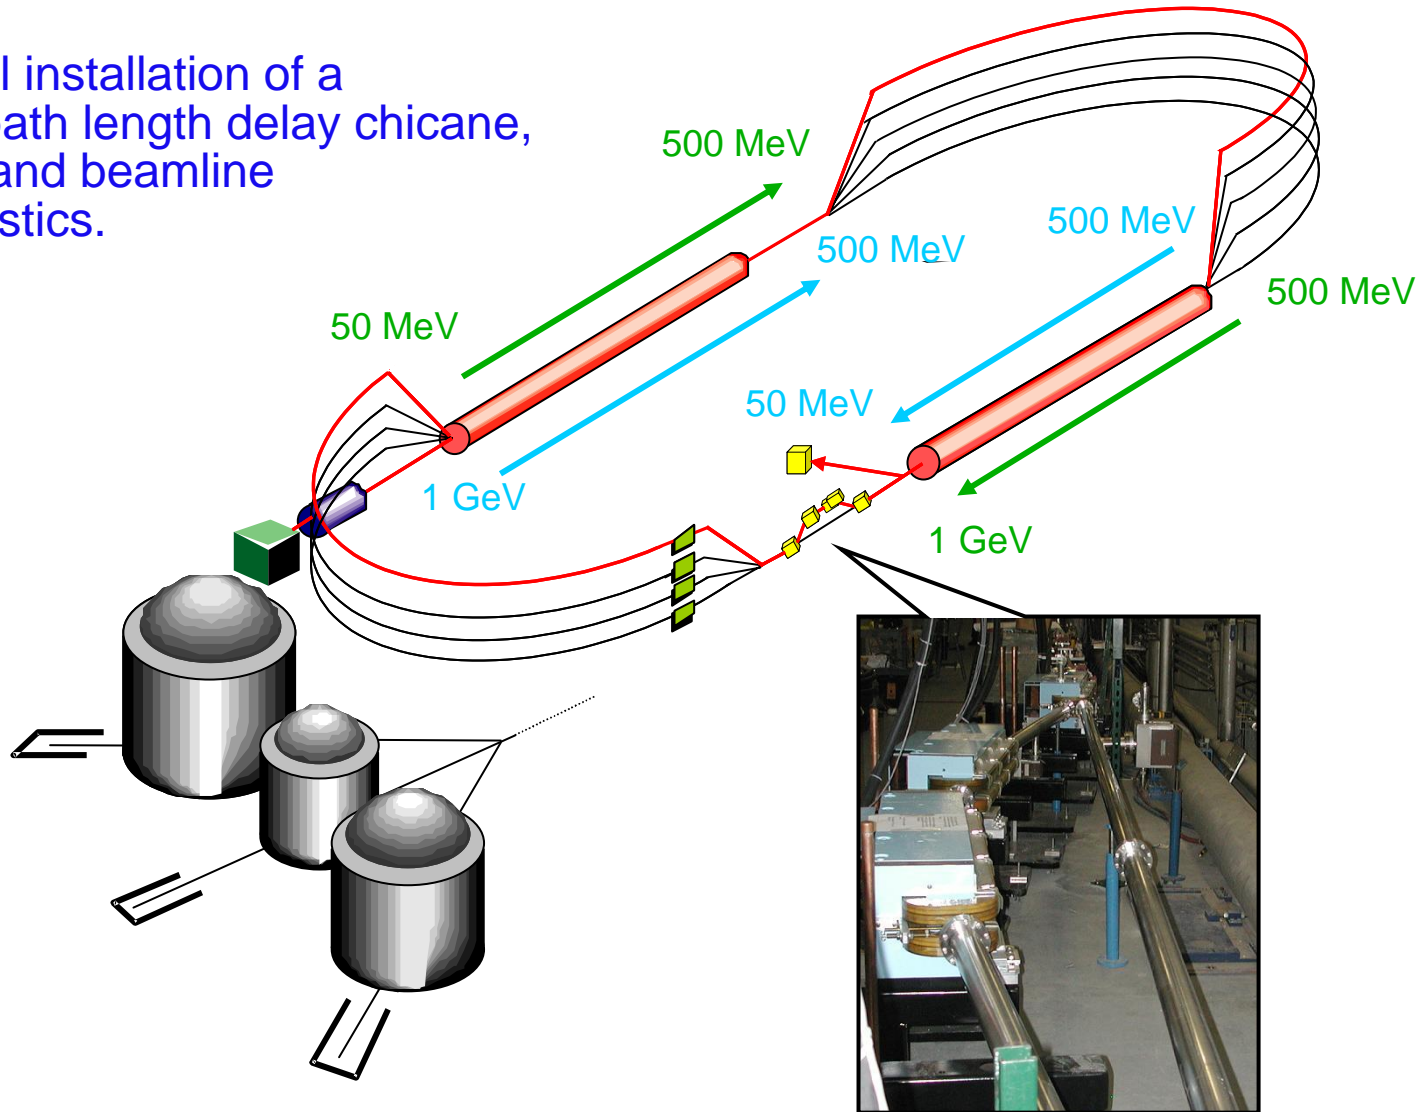 l installation of a
ath length delay chicane,
and beamline
stics.
500 MeV
500 MeV
500 MeV
500 MeV
50 MeV
50 MeV
1 GeV
1 GeV